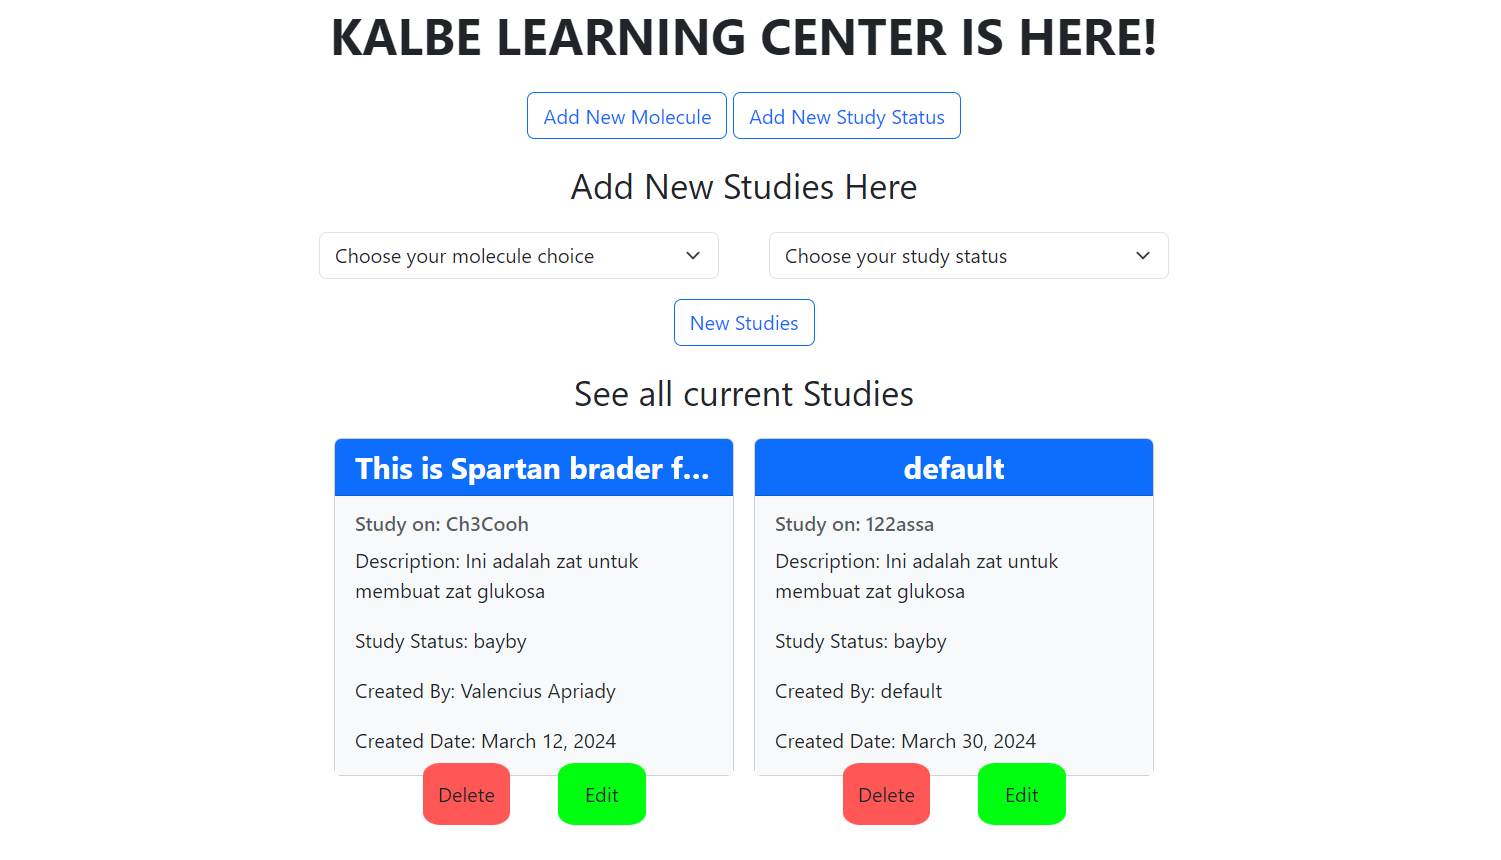 KALBE LEARNING CENTER IS HERE!
Add New Molecule
Add New Study Status
Add New Studies Here
Choose your molecule choice
Choose your study status
New Studies
See all current Studies
This is Spartan brader f...
Study on: Ch3Cooh
Description: Ini adalah zat untuk
membuat zat glukosa
Study Status: bayby
Created By: Valencius Apriady
Created Date: March 12, 2024
Delete
Edit
default
Study on: 122assa
Description: Ini adalah zat untuk
membuat zat glukosa
Study Status: bayby
Created By: default
Created Date: March 30, 2024
Delete
Edit